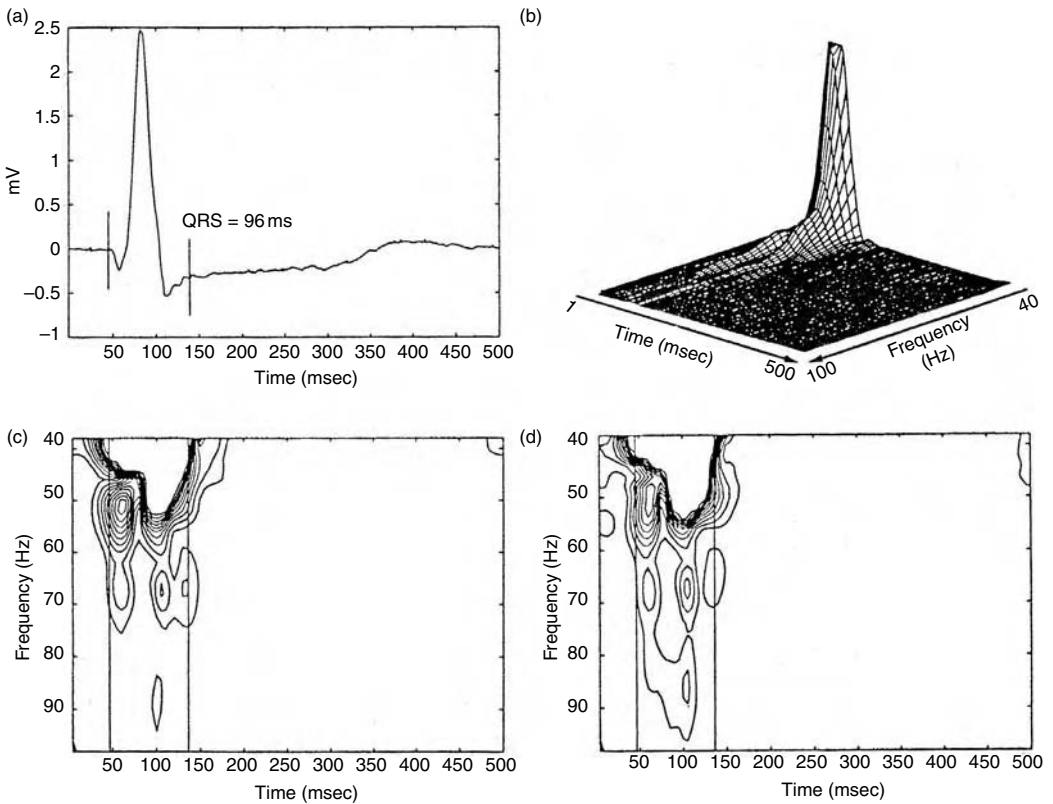 (a)
2.5
2
1.5
1
0.5
0
−0.5
−1
mV
QRS = 96 ms
50 100 150 200 250 300 350 400 450 500
Time (msec)
(b)
1
Time (msec)
500
100
Frequency
(Hz)
40
(c)
40
50
60
70
80
90
Frequency (Hz)
50 100 150 200 250 300 350 400 450 500
Time (msec)
(d)
40
50
60
70
80
90
Frequency (Hz)
50 100 150 200 250 300 350 400 450 500
Time (msec)